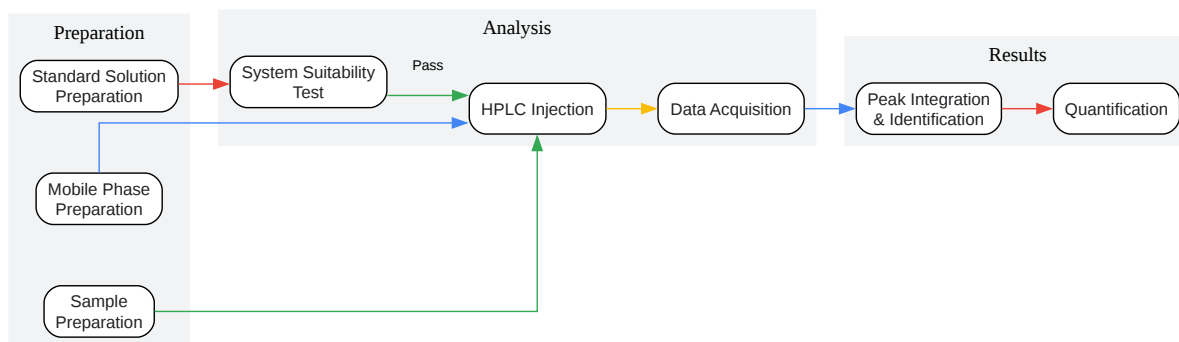 Preparation
Standard Solution
Preparation
Mobile Phase
Preparation
Sample
Preparation
Analysis
System Suitability
Test
Pass
HPLC Injection
Data Acquisition
Results
Peak Integration
& Identification
Quantification